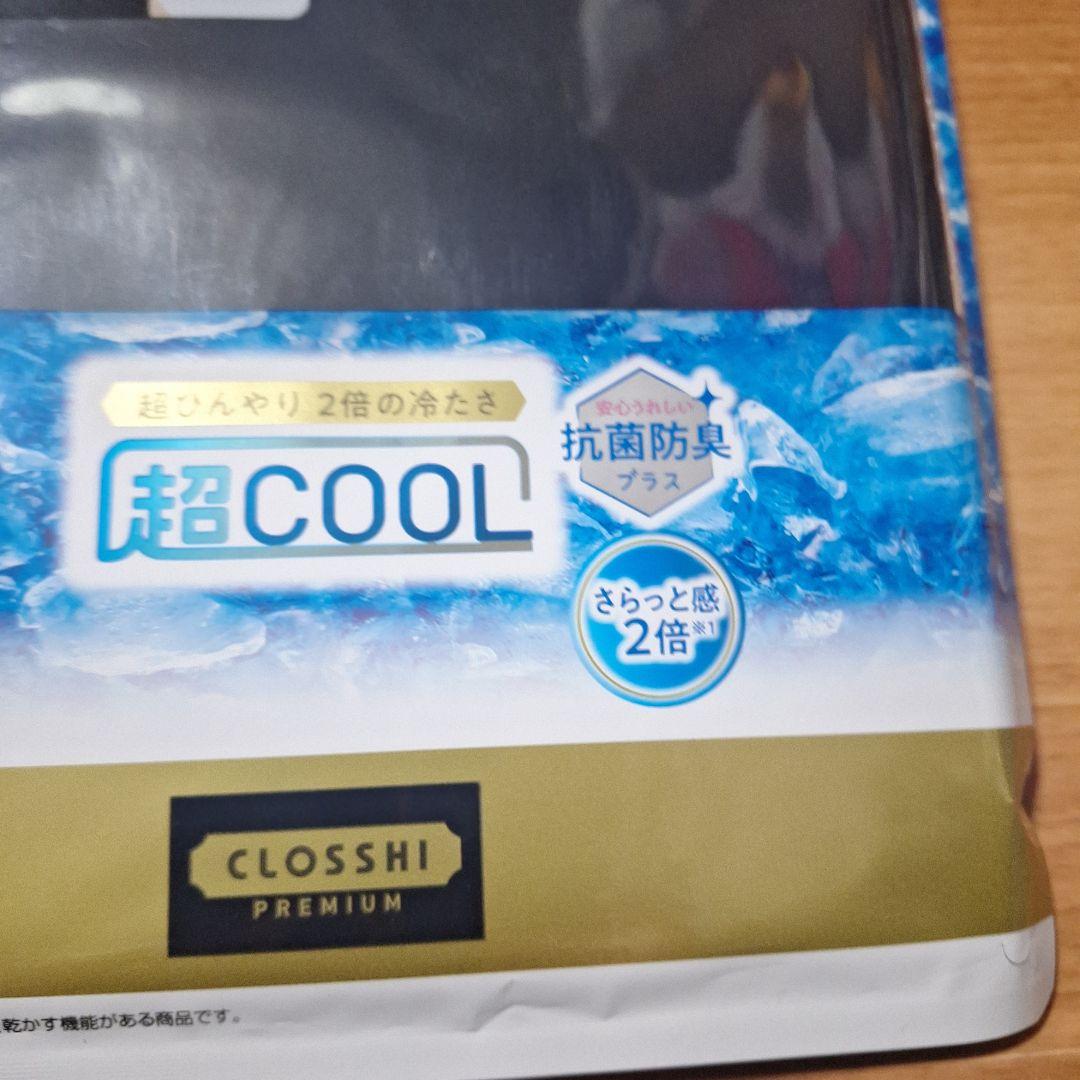 超ひんやり 2倍の冷たさ
超COOL
安心うれしい
抗菌防臭
プラス
さらっと感
2倍※1
CLOSSHI
PREMIUM
乾かす機能がある商品です。